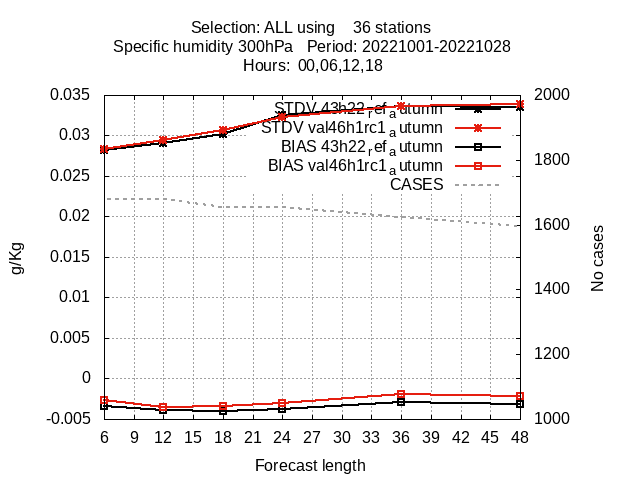 Selection: ALL using    36 stations
Specific humidity 300hPa   Period: 20221001-20221028
Hours:  00,06,12,18
STDV 43h22_ref_autumn
STDV val46h1rc1_autumn
BIAS 43h22_ref_autumn
BIAS val46h1rc1_autumn
CASES
0.035
0.03
0.025
0.02
0.015
0.01
0.005
0
-0.005
g/Kg
2000
1800
1600
1400
1200
1000
No cases
6 9 12 15 18 21 24 27 30 33 36 39 42 45 48
Forecast length